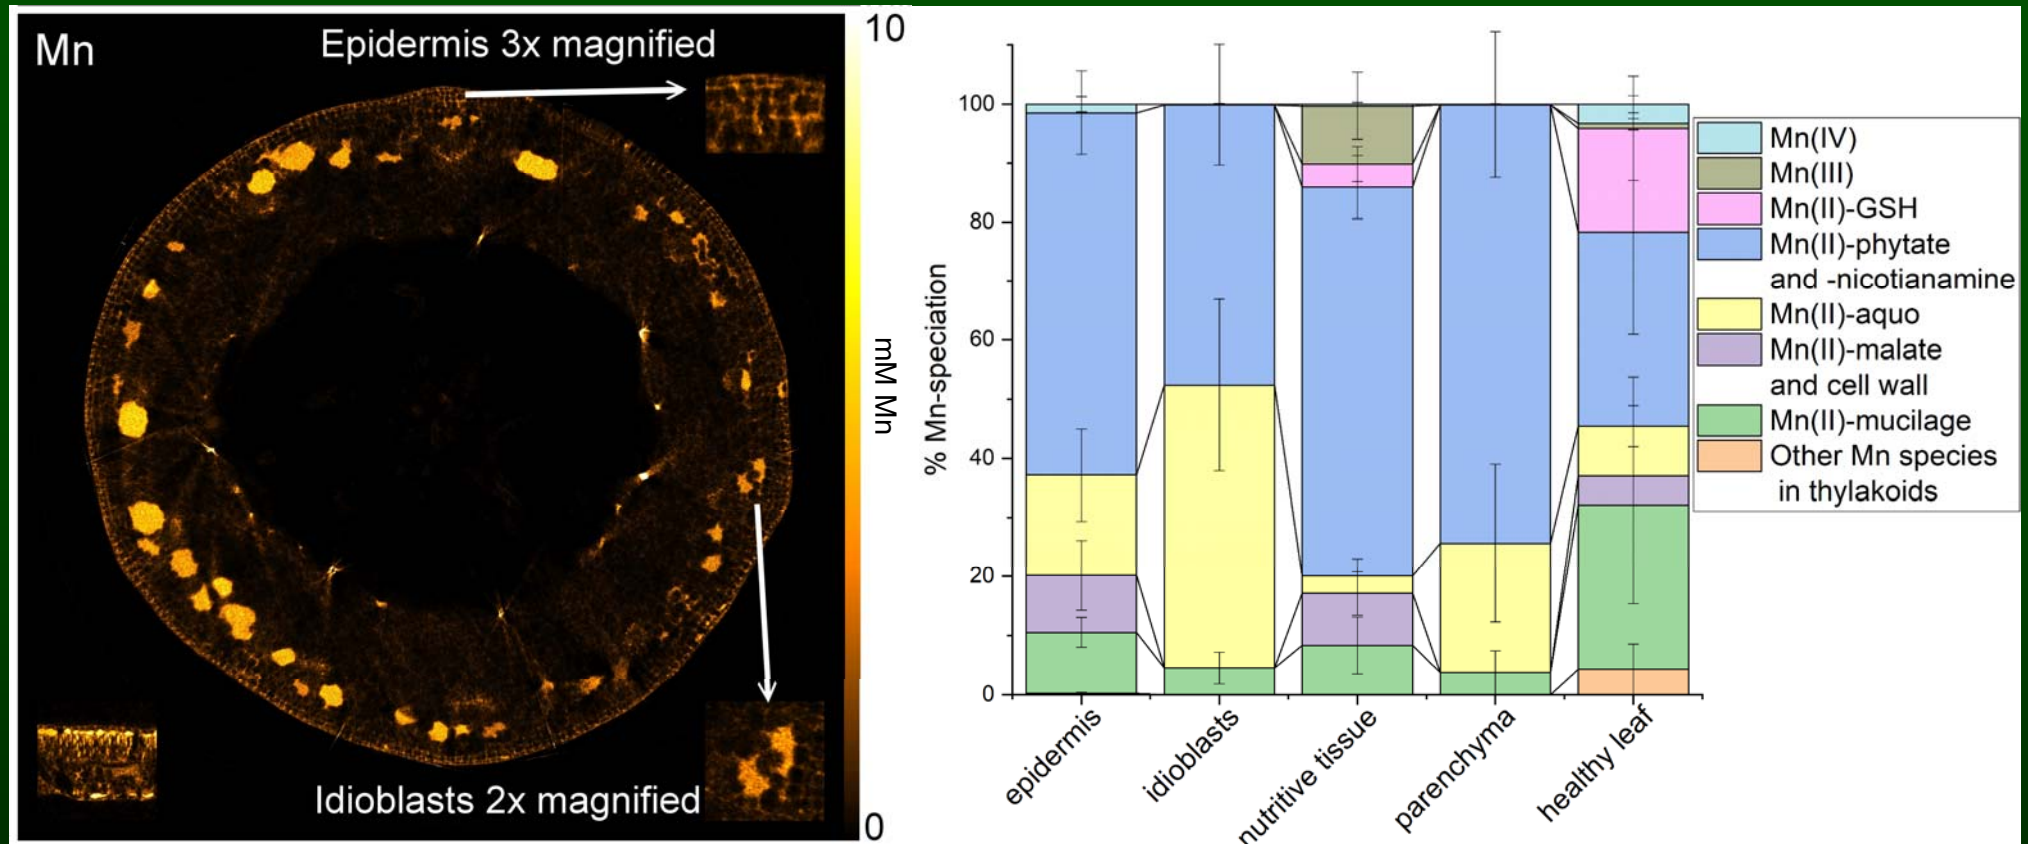 Mn
Epidermis 3x magnified
Idioblasts 2x magnified
10
mM Mn
0
% Mn-speciation
100
80
60
40
20
0
epidermis
idioblasts
nutritive tissue
parenchyma
healthy leaf
Mn(IV)
Mn(III)
Mn(II)-GSH
Mn(II)-phytate
and -nicotianamine
Mn(II)-aquo
Mn(II)-malate
and cell wall
Mn(II)-mucilage
Other Mn species
in thylakoids